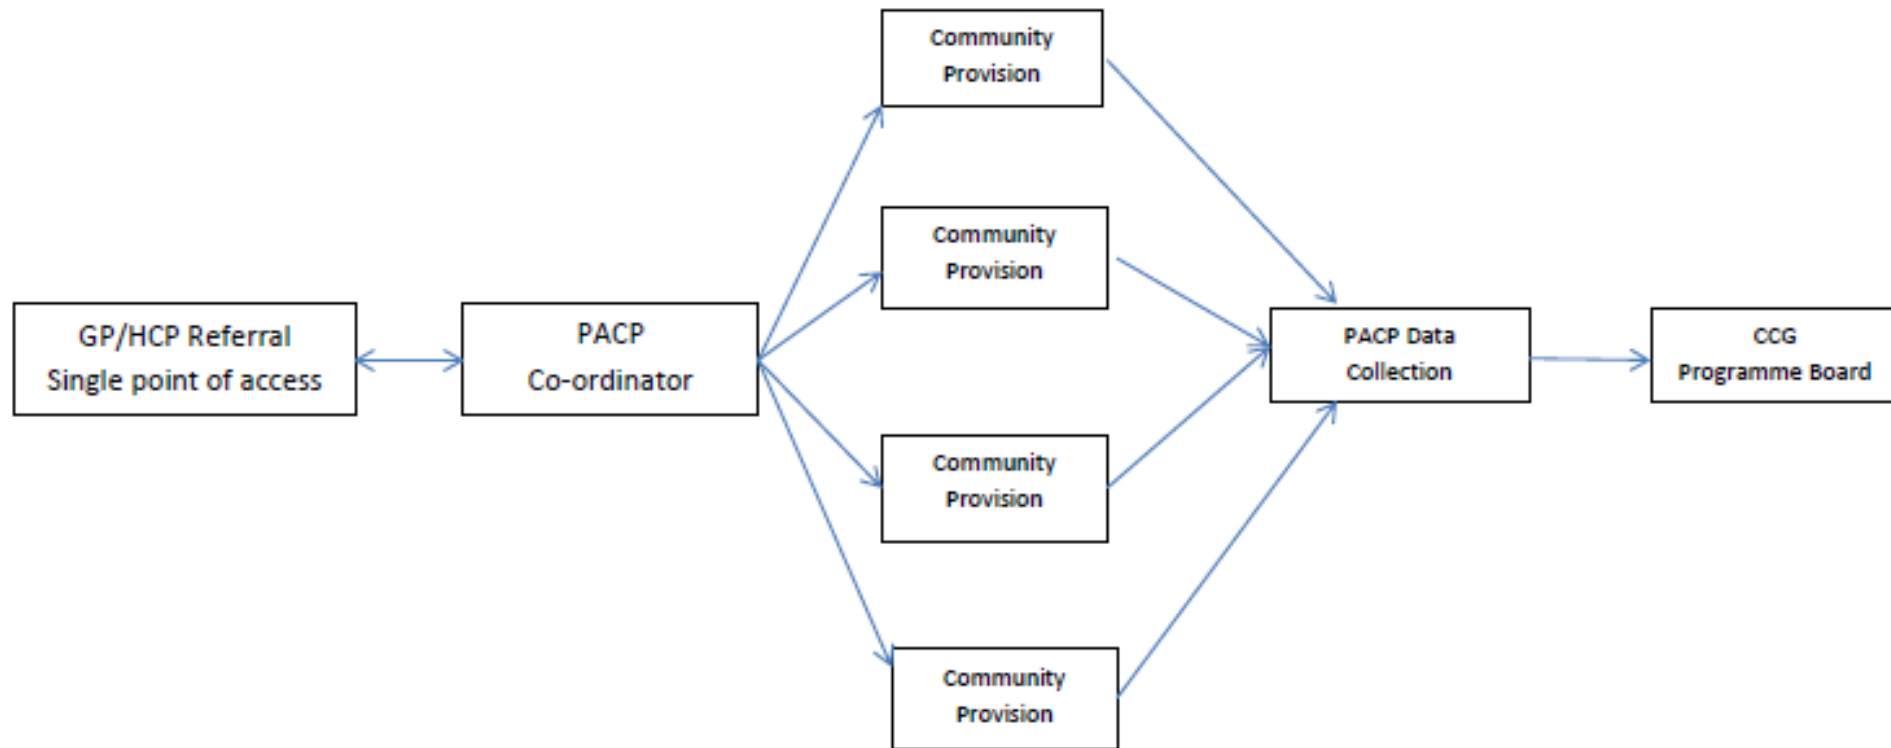 Community
Provision
Community
Provision
GP/HCP Referral
Single point of access
PACP
Co-ordinator
PACP Data
Collection
CCG
Programme Board
Community
Provision
Community
Provision